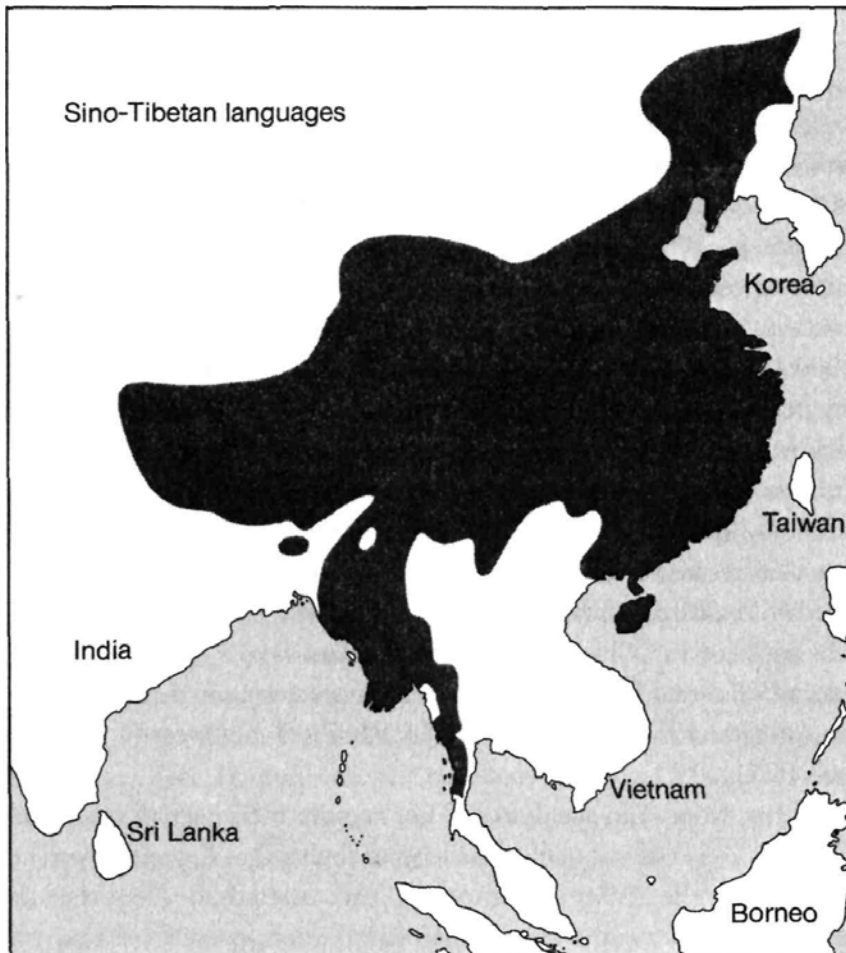 Sino-Tibetan languages
Korea
Taiwan
India
Vietnam
Sri Lanka
Borneo